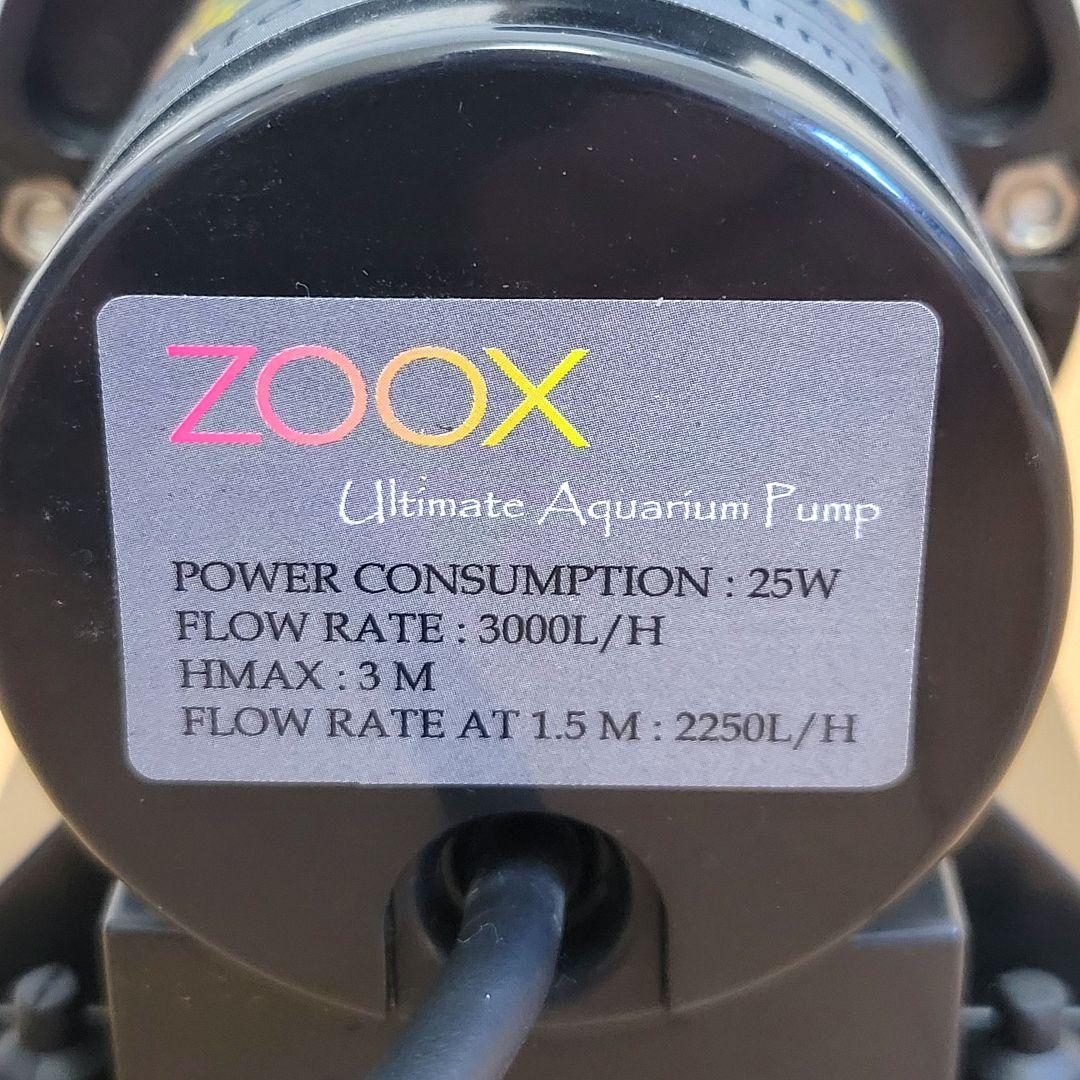 ZOOX
Ultimate Aquarium Pump
POWER CONSUMPTION : 25W
FLOW RATE : 3000L/H
HMAX : 3 M
FLOW RATE AT 1.5 M : 2250L/H